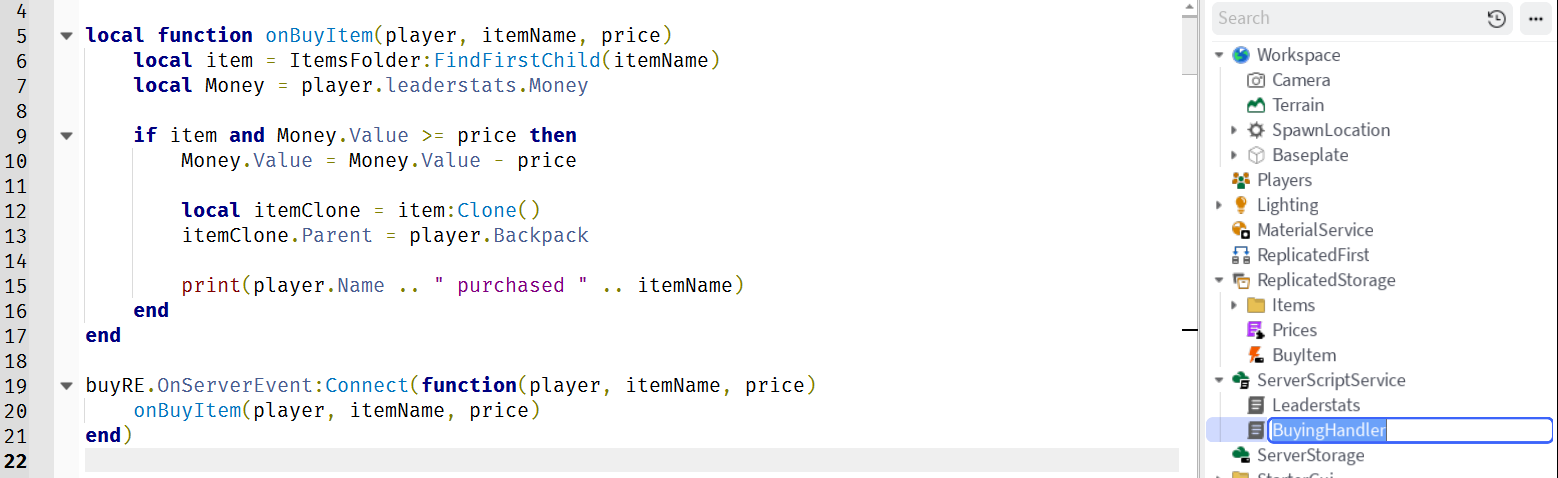 4
5 local function onBuyItem(player, itemName, price)
6 local item = ItemsFolder:FindFirstChild(itemName)
7 local Money = player.leaderstats.Money
8
9 if item and Money.Value >= price then
10 Money.Value = Money.Value - price
11
12 local itemClone = item:Clone()
13 itemClone.Parent = player.Backpack
14
15 print(player.Name .. " purchased " .. itemName)
16 end
17 end
18
19 buyRE.OnServerEvent:Connect(function(player, itemName, price)
20 onBuyItem(player, itemName, price)
21 end)
22
Search
Workspace
Camera
Terrain
SpawnLocation
Baseplate
Players
Lighting
MaterialService
ReplicatedFirst
ReplicatedStorage
Items
Prices
BuyItem
ServerScriptService
Leaderstats
BuyingHandler
ServerStorage